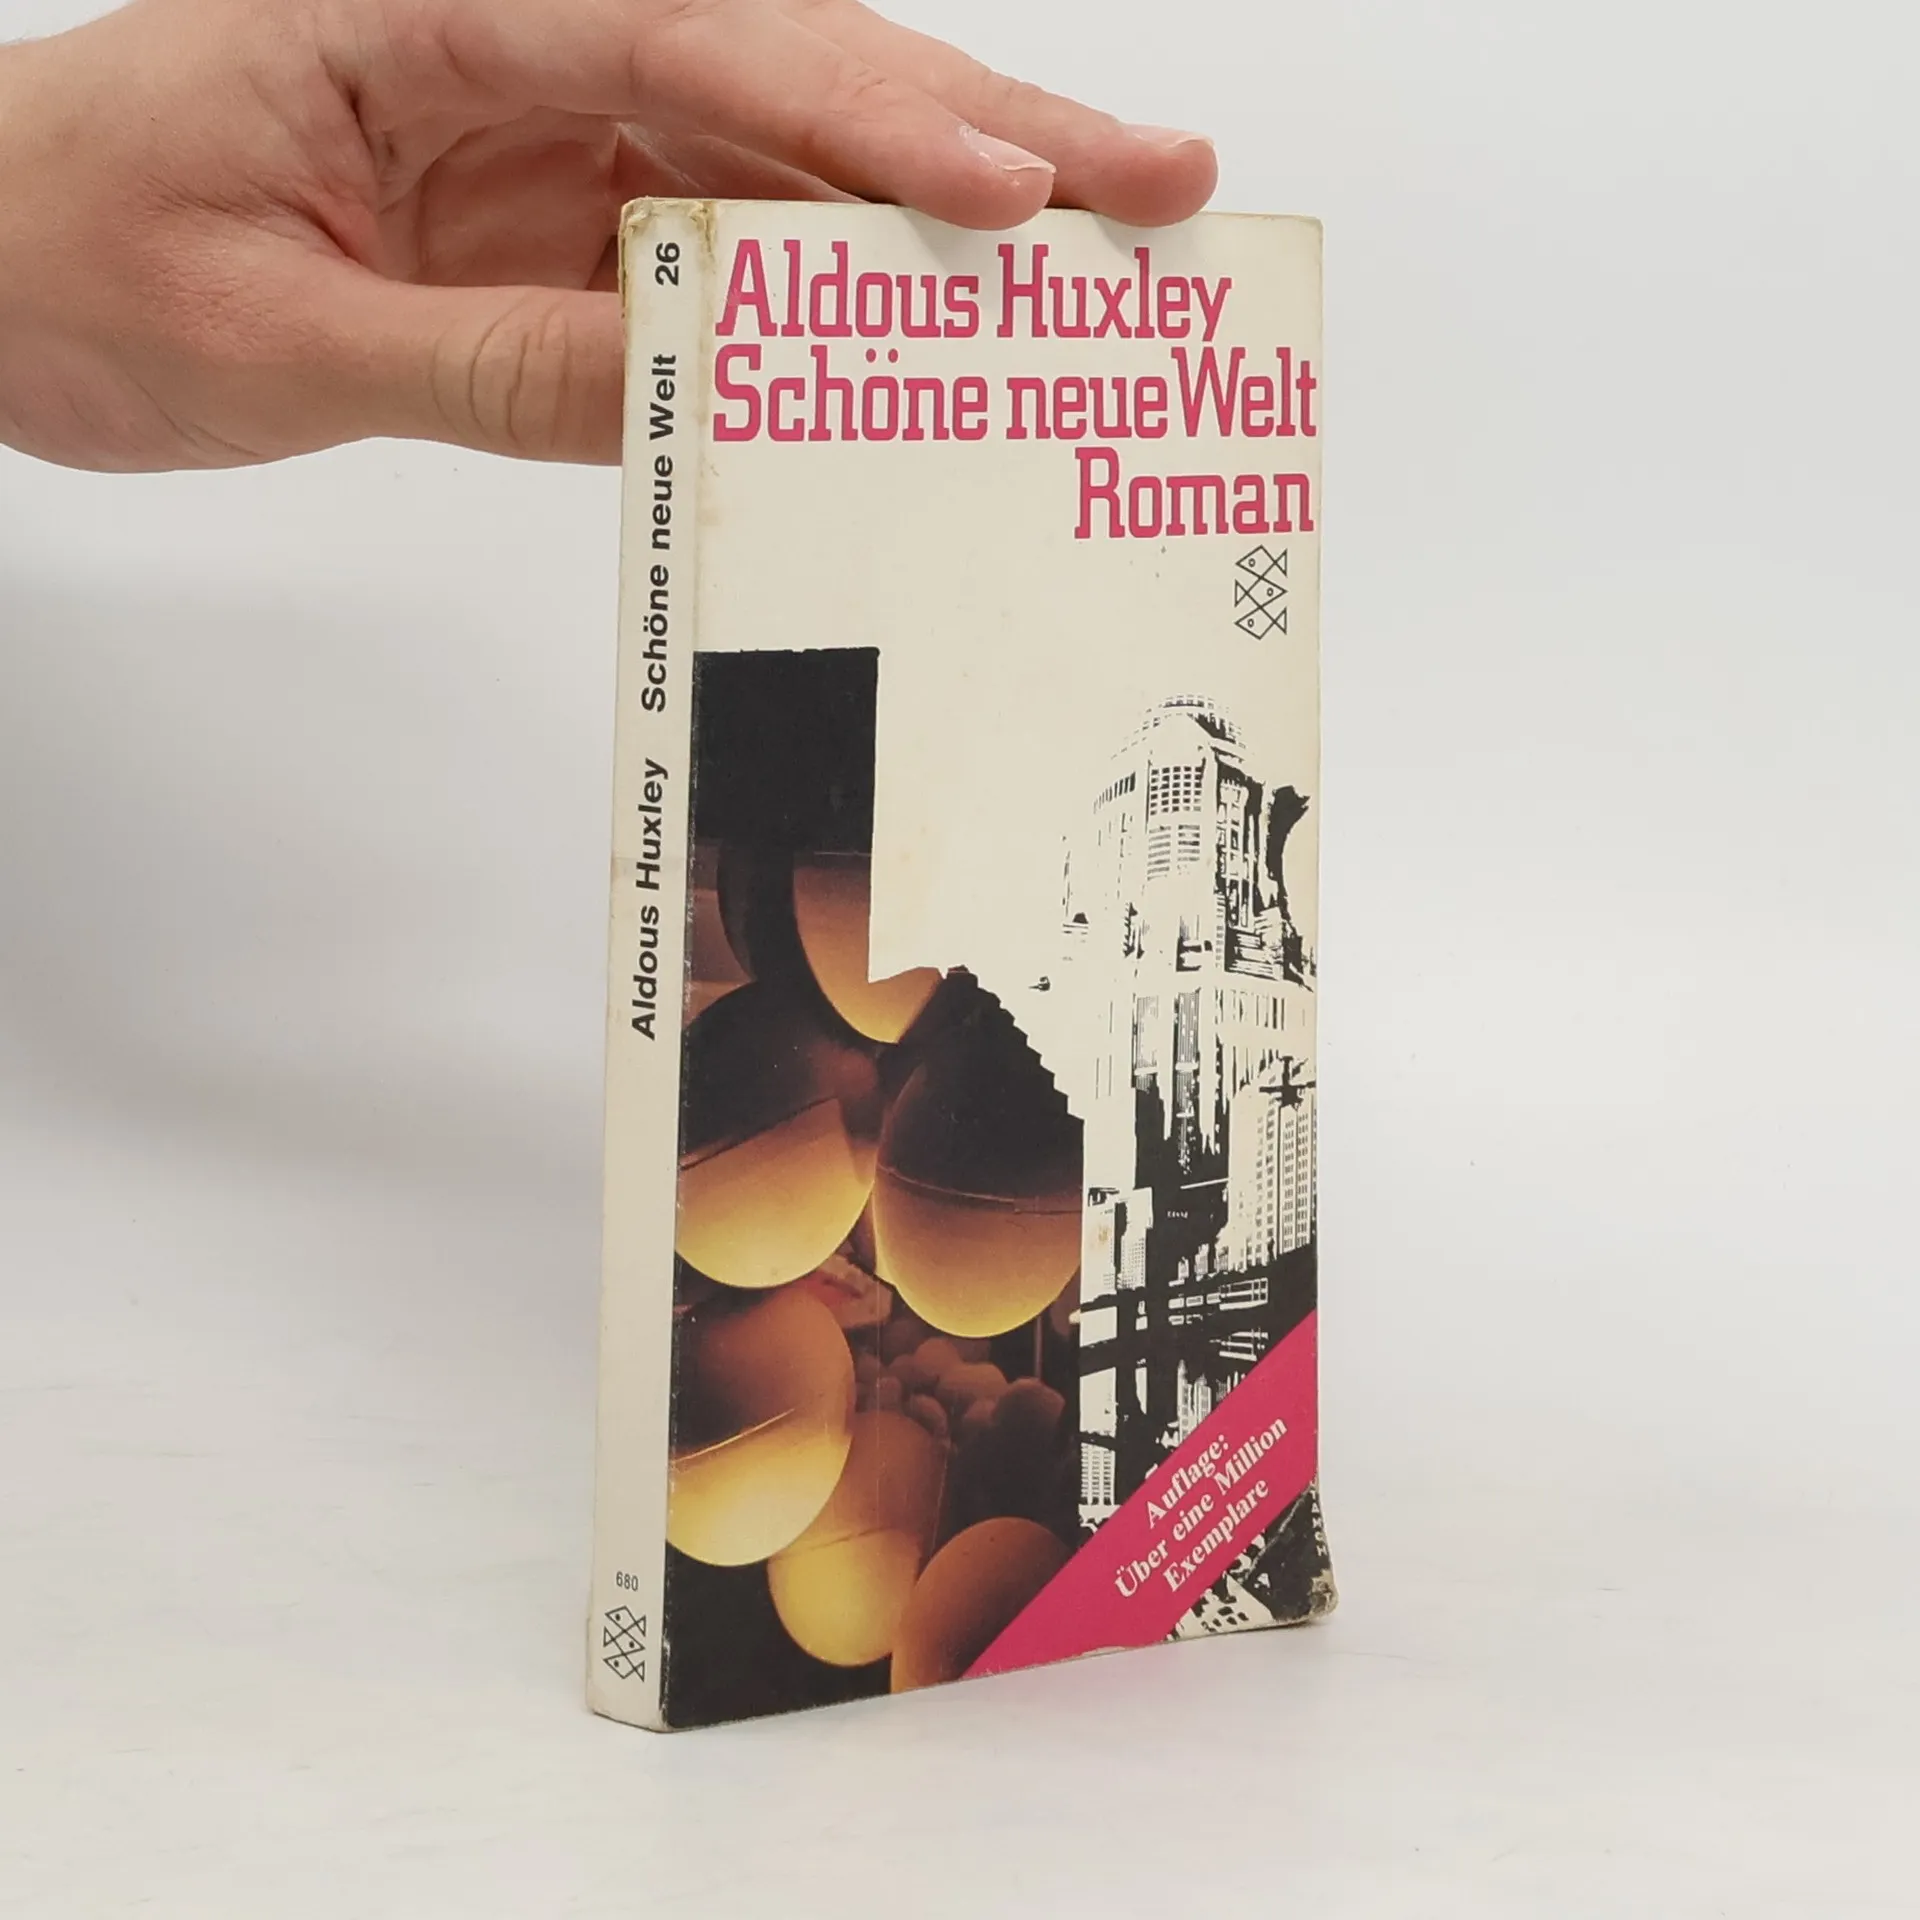 Aldous Huxley
Schöne neue Welt
Roman
Auflage:
Über eine Million
Exemplare
Aldous Huxley Schöne neue Welt 26
680